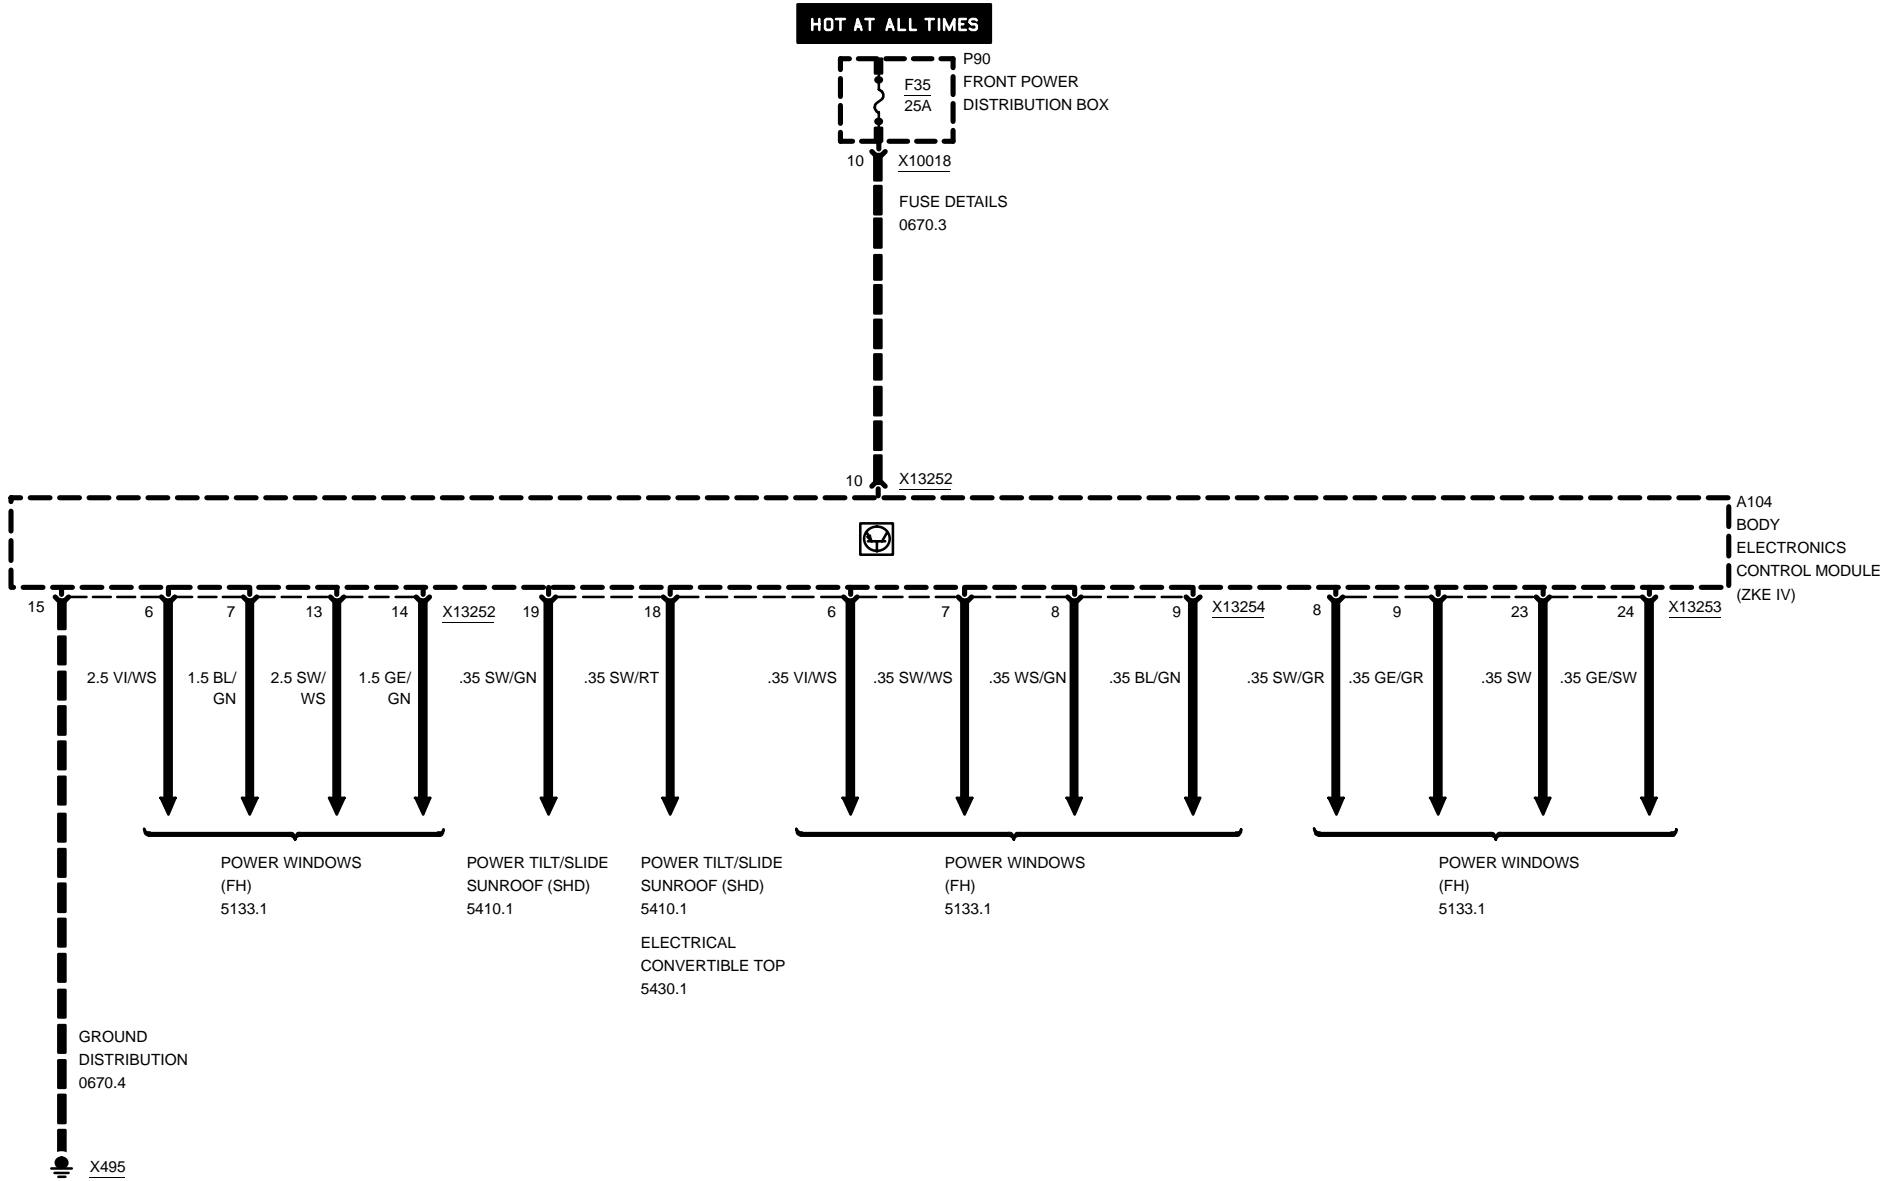 HOT AT ALL TIMES
P90
FRONT POWER
DISTRIBUTION BOX
F35
25A
10
X10018
FUSE DETAILS
0670.3
10
X13252
A104
BODY
ELECTRONICS
CONTROL MODULE
(ZKE IV)
15
6
7
13
14
X13252
19
18
6
7
8
9
X13254
8
9
23
24
X13253
2.5 VI/WS
1.5 BL/
GN
2.5 SW/
WS
1.5 GE/
GN
.35 SW/GN
.35 SW/RT
.35 VI/WS
.35 SW/WS
.35 WS/GN
.35 BL/GN
.35 SW/GR
.35 GE/GR
.35 SW
.35 GE/SW
POWER WINDOWS
(FH)
5133.1
POWER TILT/SLIDE
SUNROOF (SHD)
5410.1
POWER TILT/SLIDE
SUNROOF (SHD)
5410.1
ELECTRICAL
CONVERTIBLE TOP
5430.1
POWER WINDOWS
(FH)
5133.1
POWER WINDOWS
(FH)
5133.1
GROUND
DISTRIBUTION
0670.4
X495